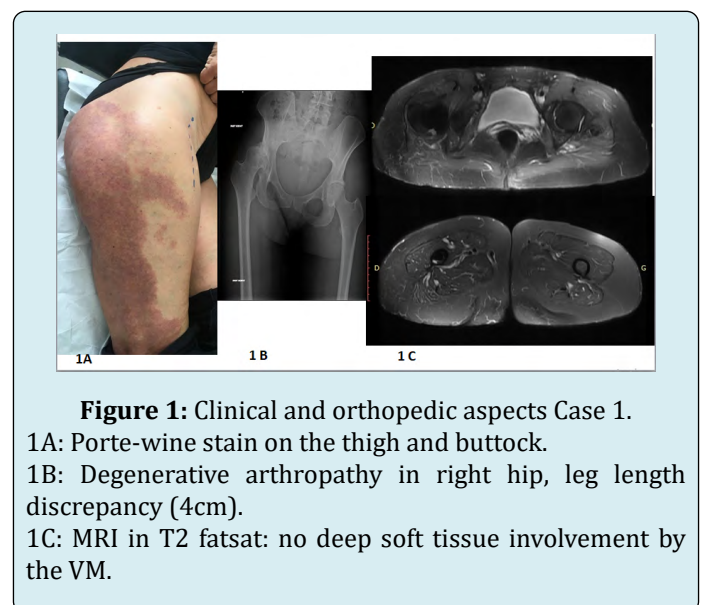 D
D
G
1A
1 B
1 C
Figure 1: Clinical and orthopedic aspects Case 1.
1A: Porte-wine stain on the thigh and buttock.
1B: Degenerative arthropathy in right hip, leg length
discrepancy (4cm).
1C: MRI in T2 fatsat: no deep soft tissue involvement by
the VM.